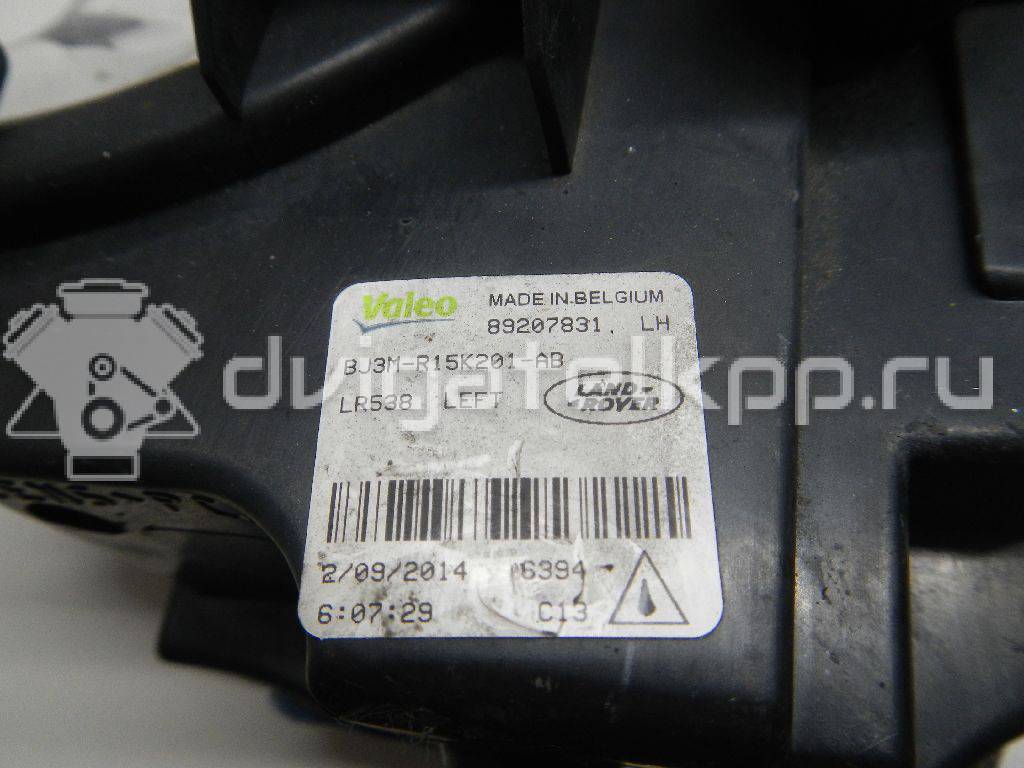 Valeo MADE IN BELGIUM
89207831. LH
BJ3M-R15K201-AB
LR538 LEFT
LAND-
-ROVER
2/09/2014 6394
6:07:29 C13
dvigatelkrd.ru